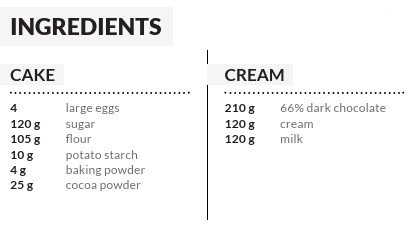 INGREDIENTS
CAKE
4 large eggs
120 g sugar
105 g flour
10 g potato starch
4 g baking powder
25 g cocoa powder
CREAM
210 g 66% dark chocolate
120 g cream
120 g milk